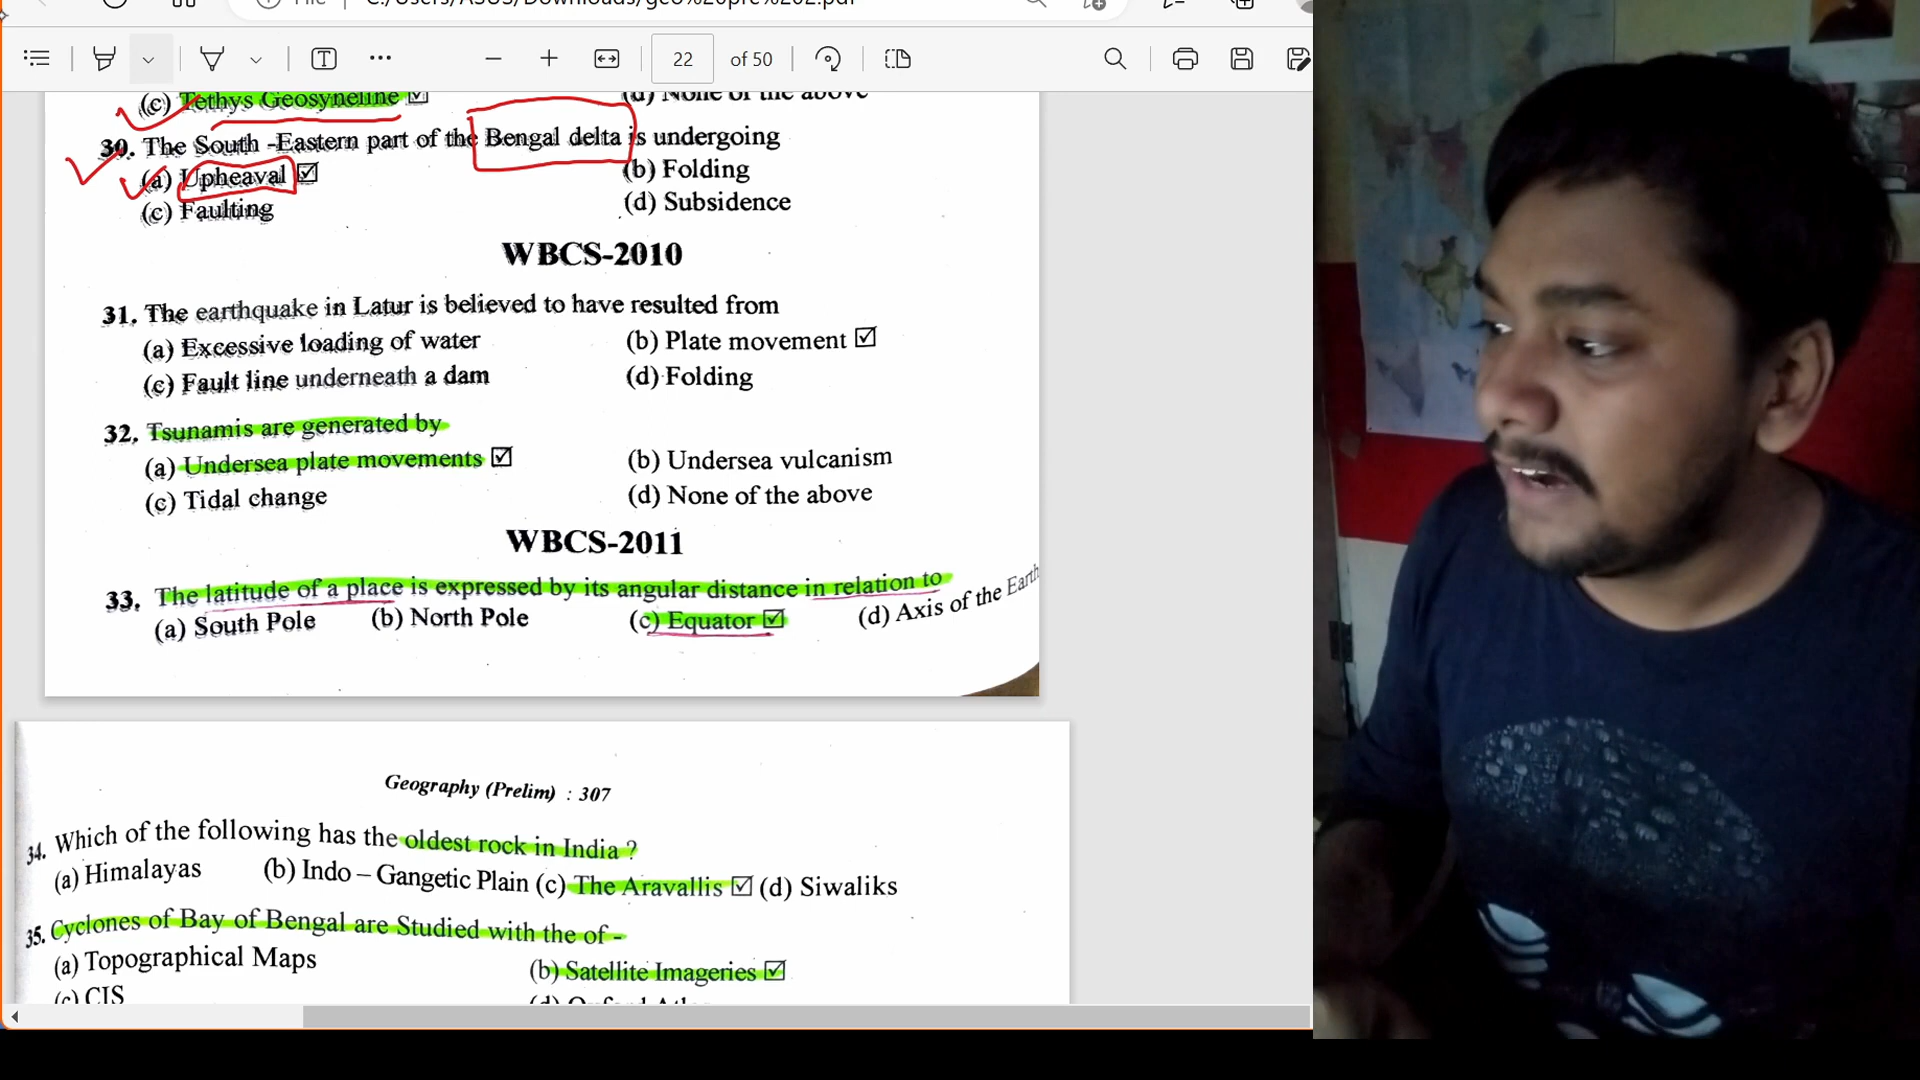 22 of 50
(c) Tethys Geosyneline ☑ (d) None of the above
30. The South -Eastern part of the Bengal delta is undergoing
(a) Upheaval ☑ (b) Folding
(c) Faulting (d) Subsidence
WBCS-2010
31. The earthquake in Latur is believed to have resulted from
(a) Excessive loading of water (b) Plate movement ☑
(c) Fault line underneath a dam (d) Folding
32. Tsunamis are generated by
(a) Undersea plate movements ☑ (b) Undersea vulcanism
(c) Tidal change (d) None of the above
WBCS-2011
33. The latitude of a place is expressed by its angular distance in relation to
(a) South Pole (b) North Pole (c) Equator ☑ (d) Axis of the Earth
Geography (Prelim) : 307
34. Which of the following has the oldest rock in India ?
(a) Himalayas (b) Indo – Gangetic Plain (c) The Aravallis ☑ (d) Siwaliks
35. Cyclones of Bay of Bengal are Studied with the of -
(a) Topographical Maps (b) Satellite Imageries ☑
(c) CIS (d)